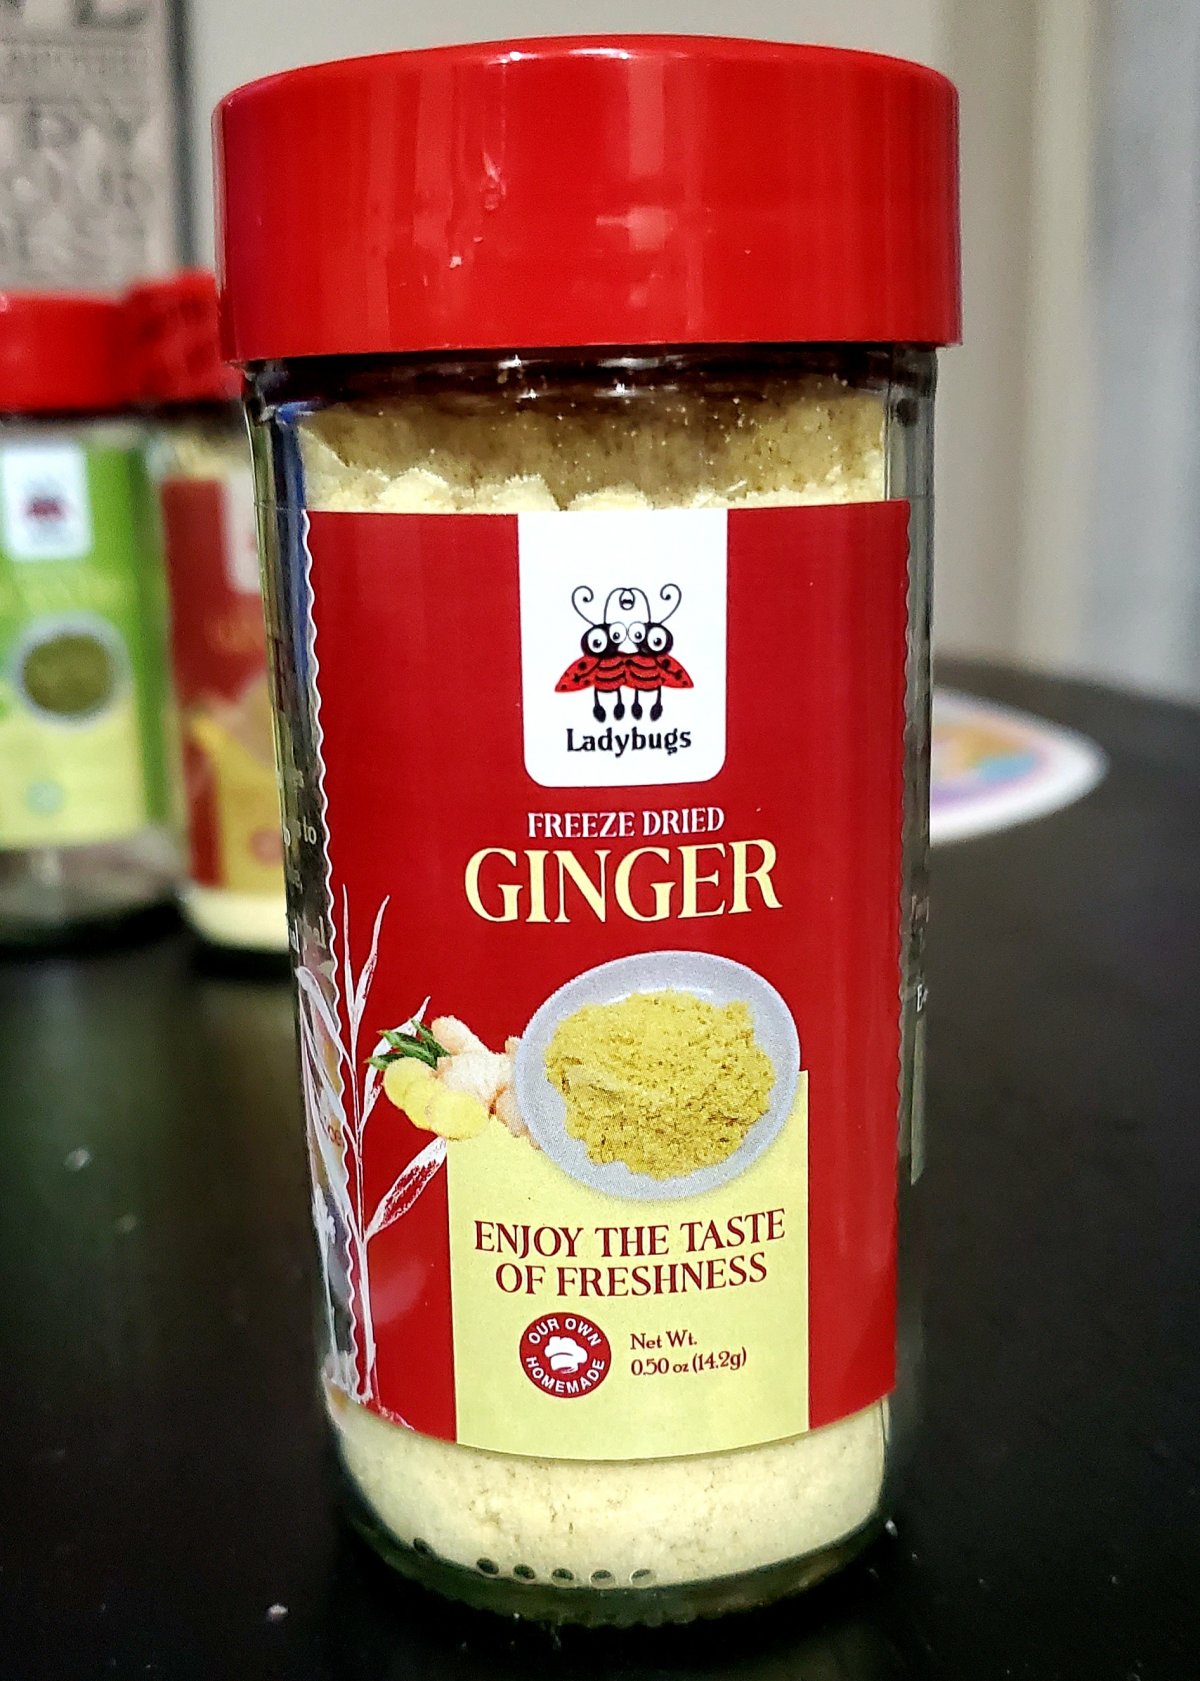 Ladybugs
FREEZE DRIED
GINGER
ENJOY THE TASTE
OF FRESHNESS
OUR OWN
HOMEMADE
Net Wt.
0.50 oz (14.2g)